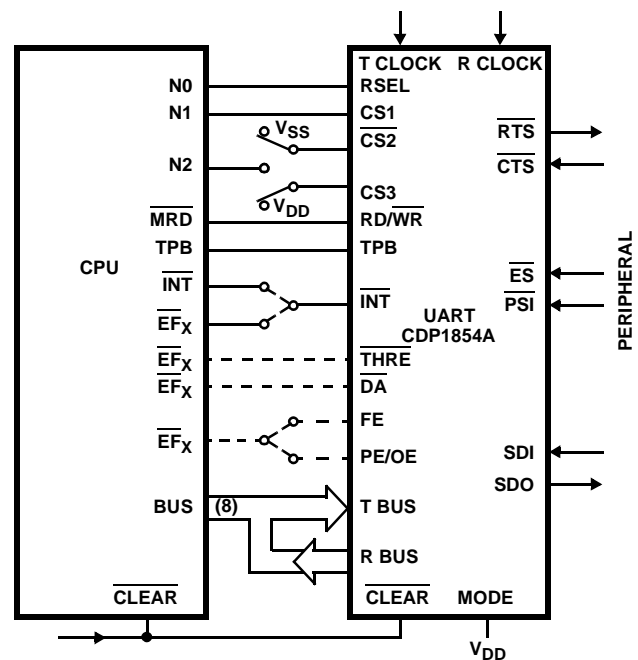 T CLOCK R CLOCK
N0 RSEL
N1 CS1
VSS
CS2
RTS
N2
CTS
CS3
VDD
MRD RD/WR
TPB TPB
CPU
ES
INT
INT
PSI
UART
CDP1854A
EFX
PERIPHERAL
EFX THRE
EFX DA
FE
EFX
PE/OE
SDI
SDO
BUS (8) T BUS
R BUS
CLEAR CLEAR MODE
VDD